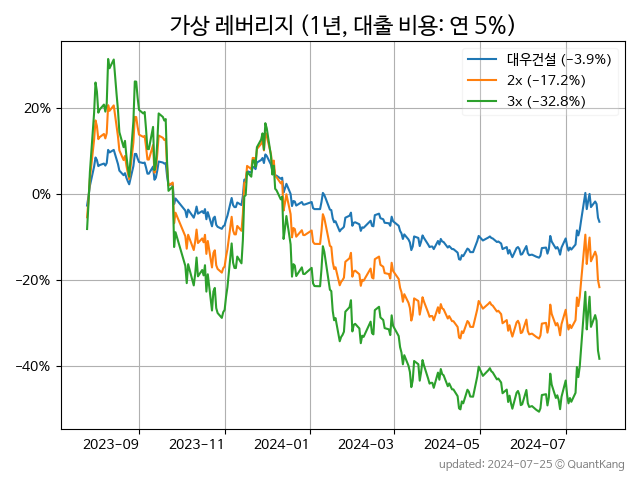 가상 레버리지 (1년, 대출 비용: 연 5%)
대우건설 (−3.9%)
2x (−17.2%)
3x (−32.8%)
20%
0%
−20%
−40%
2023−09 2023−11 2024−01 2024−03 2024−05 2024−07
updated: 2024-07-25 © QuantKang